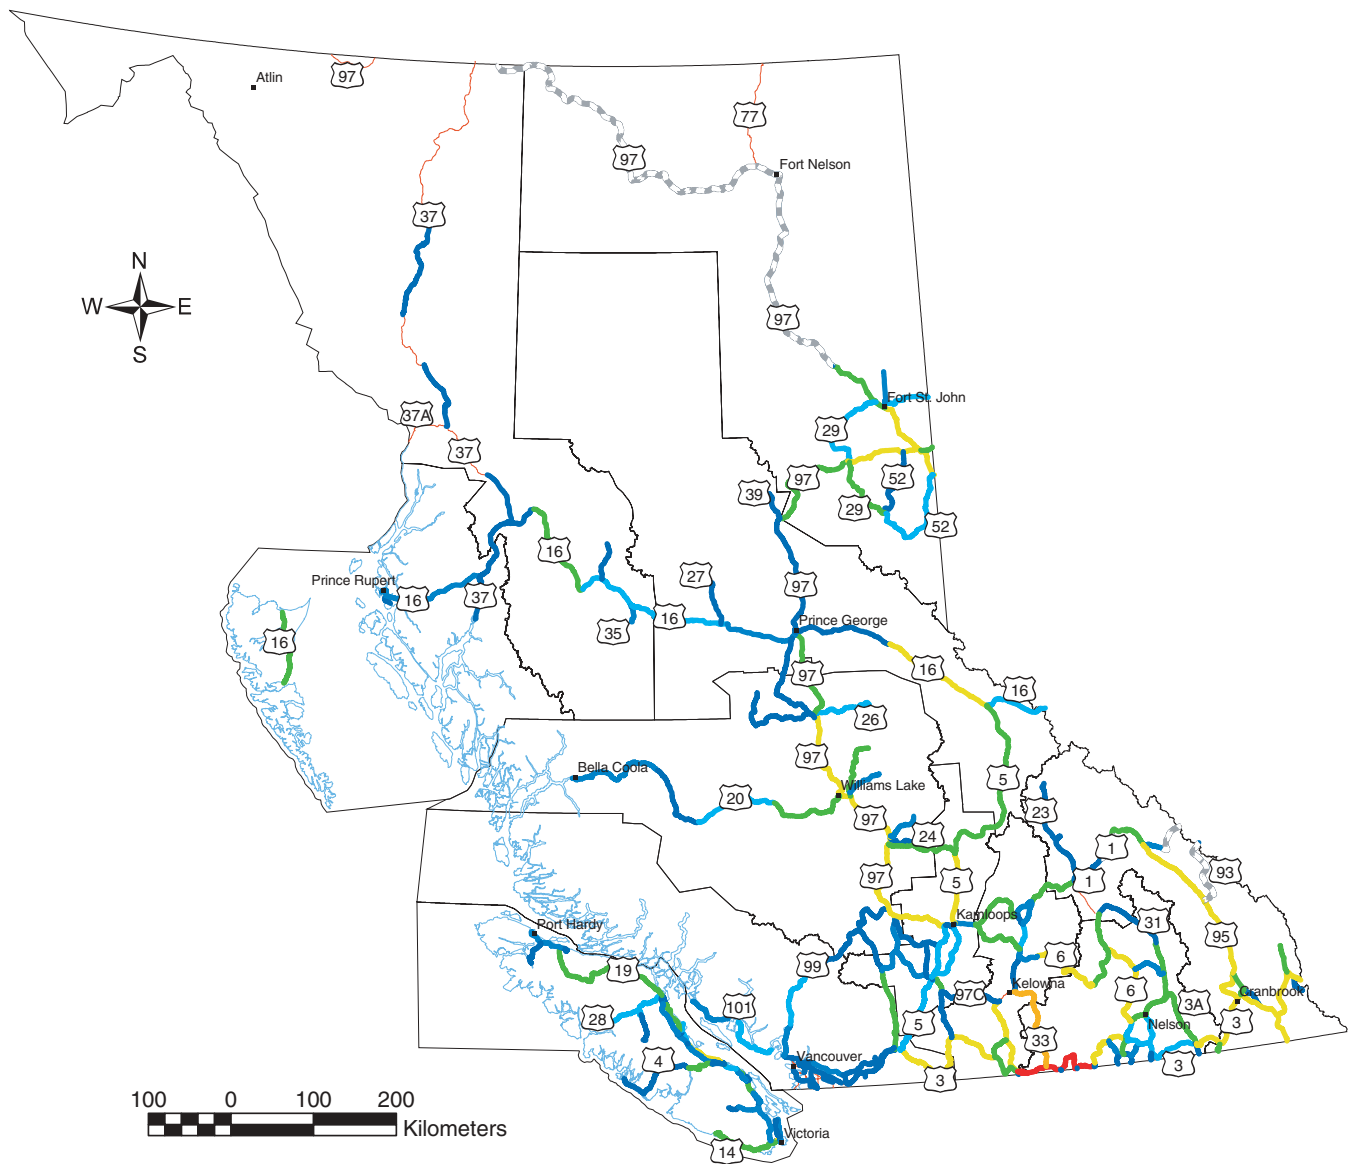 Atlin
97
77
Fort Nelson
97
37
N
W E
S
97
Fort St. John
37A
29
37
97
52
39
29
52
16
27
97
Prince Rupert
16
37
16
35
Prince George
16
97
16
16
26
97
Bella Coola
5
Williams Lake
20
97
23
24
1
93
97
5
1
Kamloops
31
Port Hardy
95
6
99
19
Kelowna
97C
6
Cranbrook
3A
101
28
5
Nelson
3
33
Vancouver
4
3
3
100 0 100 200
Kilometers
Victoria
14